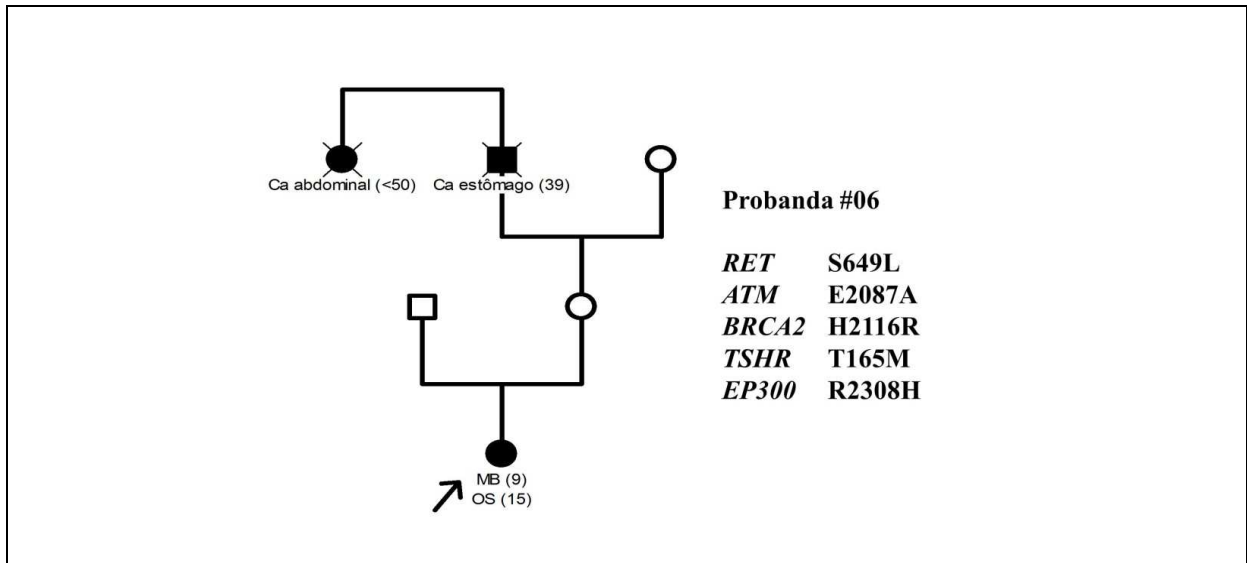 Ca abdominal (<50) Ca estômago (39)
Probanda #06
RET S649L
ATM E2087A
BRCA2 H2116R
TSHR T165M
EP300 R2308H
MB (9)
OS (15)